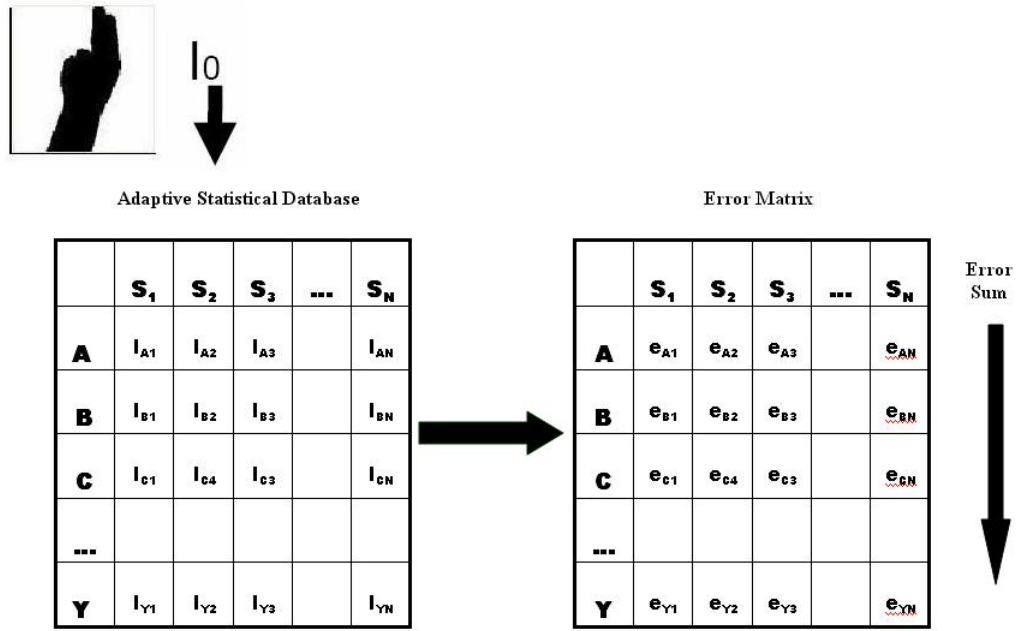 I0
Adaptive Statistical Database
Error Matrix
S1 S2 S3 ... SN
A IA1 IA2 IA3 IAN
B IB1 IB2 IB3 IBN
C IC1 IC4 IC3 ICN
...
Y IY1 IY2 IY3 IYN
S1 S2 S3 ... SN
A eA1 eA2 eA3 eAN
B eB1 eB2 eB3 eBN
C eC1 eC4 eC3 eCN
...
Y eY1 eY2 eY3 eYN
Error
Sum